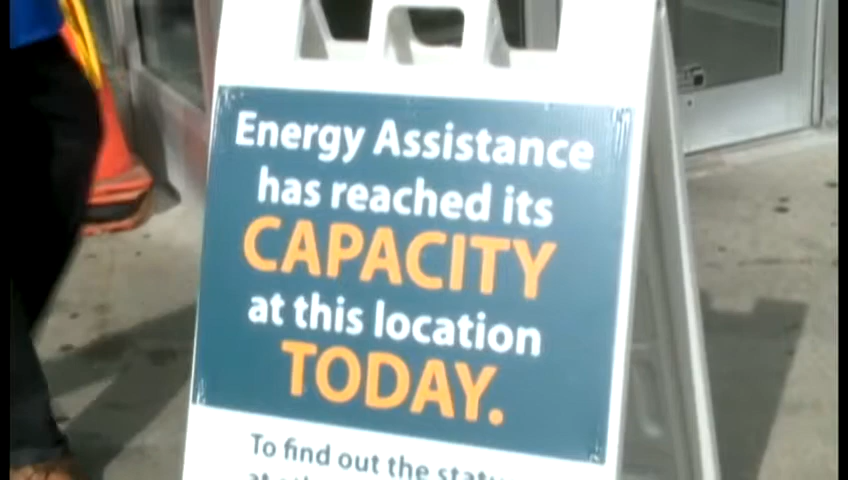 Energy Assistance
has reached its
CAPACITY
at this location
TODAY.
To find out the